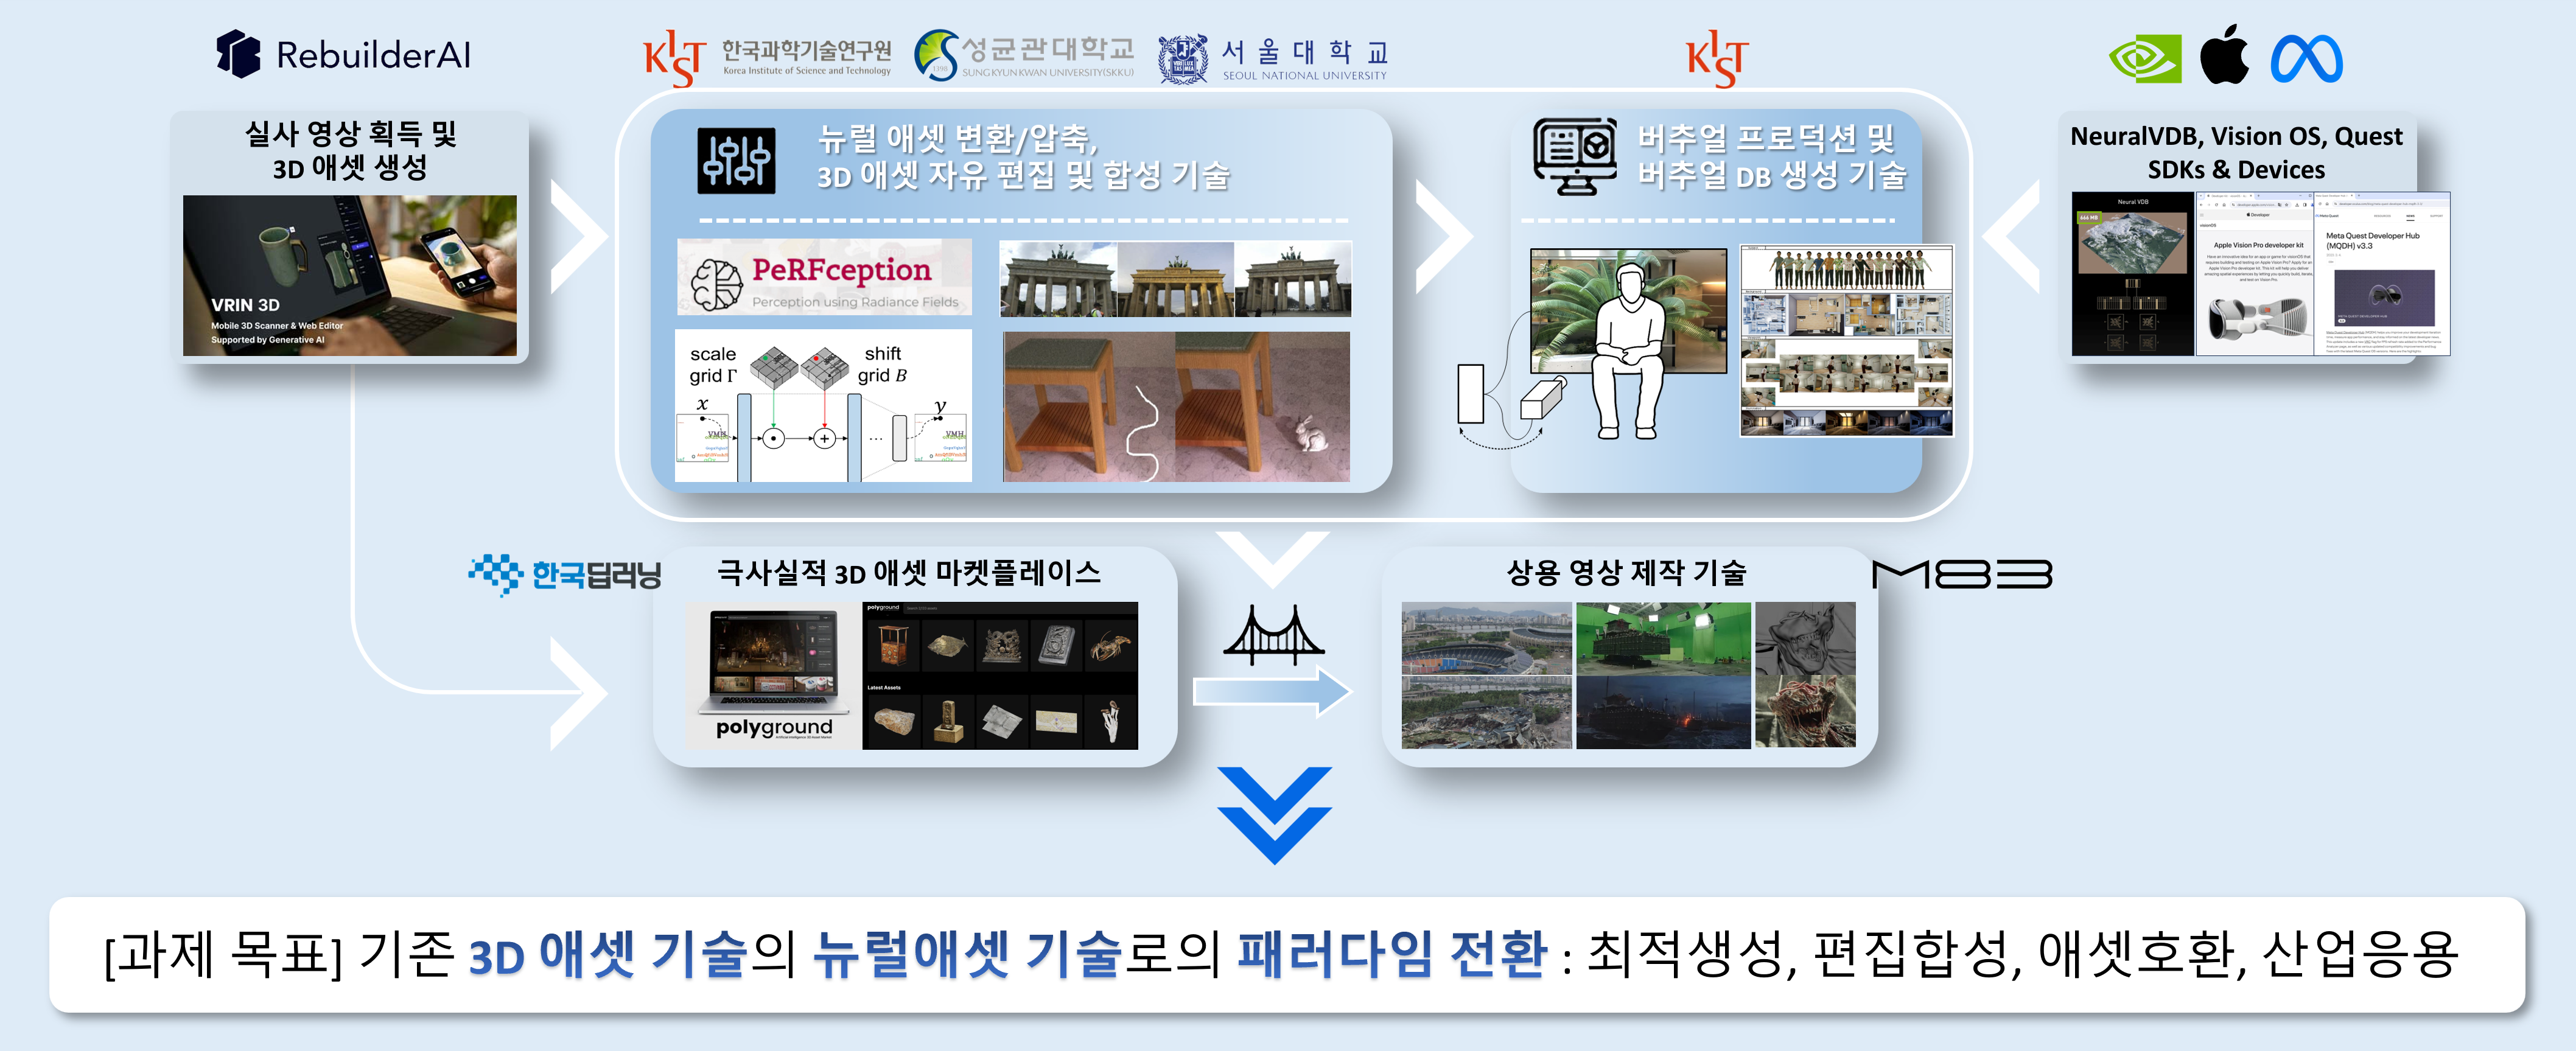 RebuilderAI
KIST 한국과학기술연구원
Korea Institute of Science and Technology
성균관대학교
SUNG KYUN KWAN UNIVERSITY(SKKU)
서울대학교
SEOUL NATIONAL UNIVERSITY
KIST
실사 영상 획득 및
3D 애셋 생성
VRIN 3D
Mobile 3D Scanner & Web Editor
Supported by Generative AI
뉴럴 애셋 변환/압축,
3D 애셋 자유 편집 및 합성 기술
PeRFception
Perception using Radiance Fields
scale
grid Γ
shift
grid B
x
y
VMH
VMH
...
버추얼 프로덕션 및
버추얼 DB 생성 기술
NeuralVDB, Vision OS, Quest
SDKs & Devices
Neural VDB
666 MB
Developer
visionOS
Apple Vision Pro developer kit
Meta Quest Developer Hub
(MQDH) v3.3
한국딥러닝
극사실적 3D 애셋 마켓플레이스
polyground
polyground
Latest Assets
상용 영상 제작 기술
M83
[과제 목표] 기존 3D 애셋 기술의 뉴럴애셋 기술로의 패러다임 전환 : 최적생성, 편집합성, 애셋호환, 산업응용